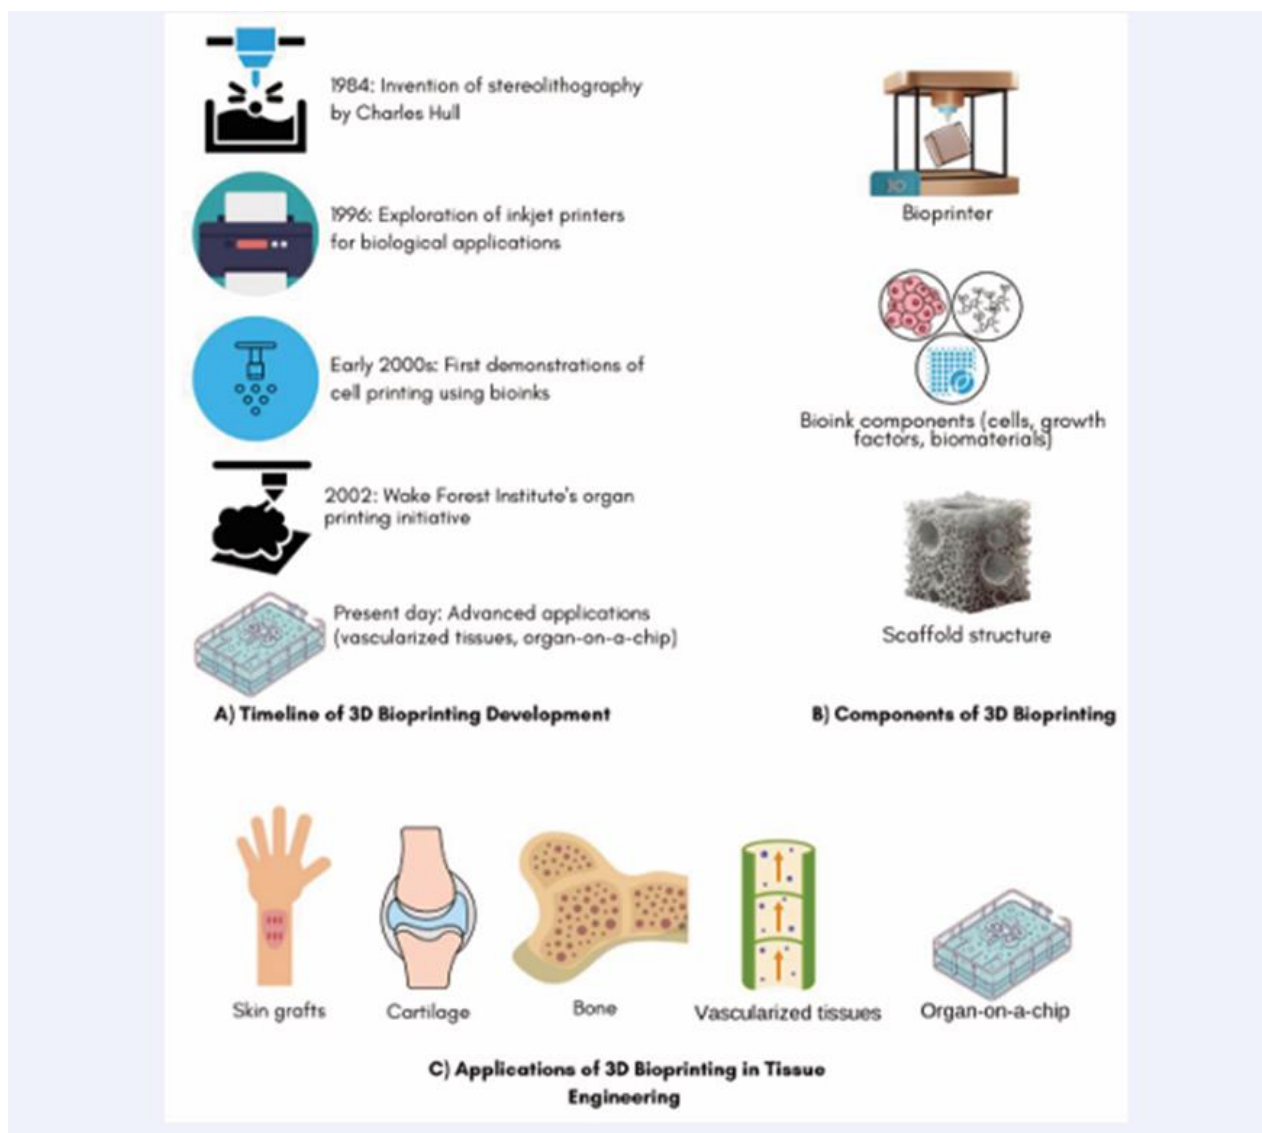 1984: Invention of stereolithography
by Charles Hull
1996: Exploration of inkjet printers
for biological applications
Early 2000s: First demonstrations of
cell printing using bioinks
2002: Wake Forest Institute's organ
printing initiative
Present day: Advanced applications
(vascularized tissues, organ-on-a-chip)
A) Timeline of 3D Bioprinting Development
3D
Bioprinter
Bioink components (cells, growth
factors, biomaterials)
Scaffold structure
B) Components of 3D Bioprinting
Skin grafts
Cartilage
Bone
Vascularized tissues
Organ-on-a-chip
C) Applications of 3D Bioprinting in Tissue
Engineering